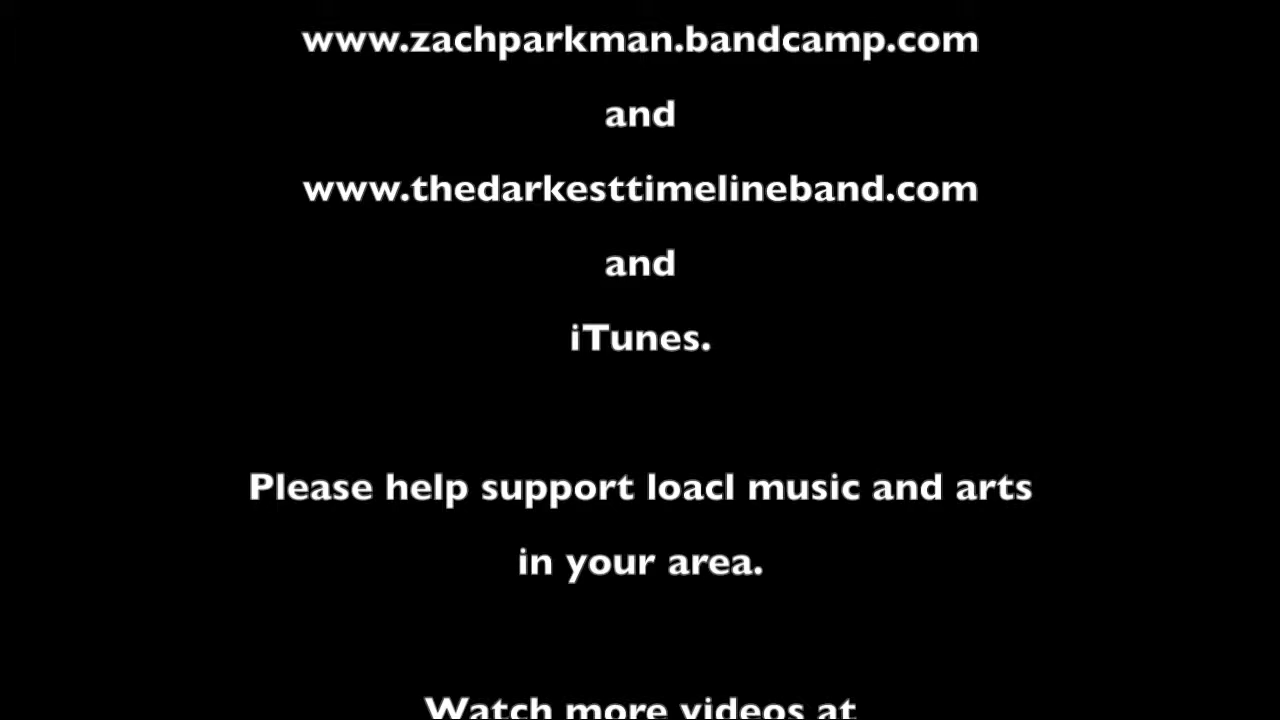 www.zachparkman.bandcamp.com
and
www.thedarkesttimelineband.com
and
iTunes.
Please help support loacl music and arts
in your area.
Watch more videos at